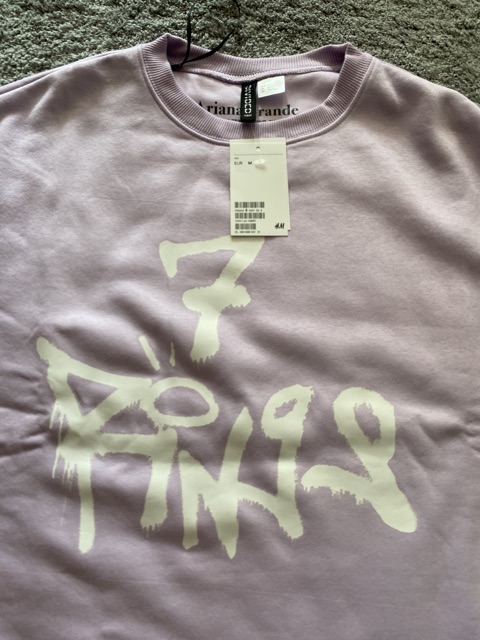 Ariana Grande
DIVIDED
EUR M
H&M
7
RINGS